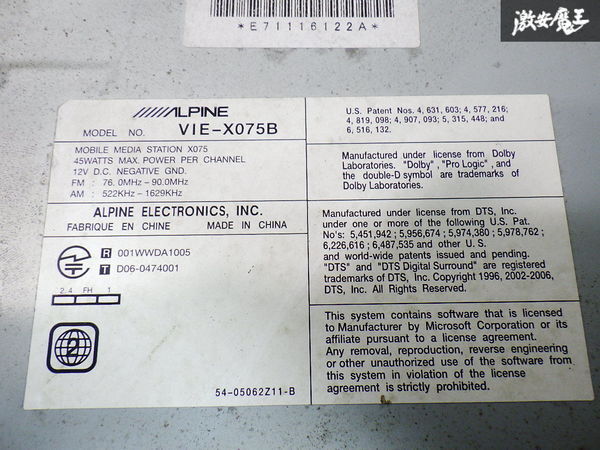 激安魔王
*E71116122A*
ALPINE
MODEL NO. VIE-X075B
MOBILE MEDIA STATION X075
45WATTS MAX. POWER PER CHANNEL
12V D.C. NEGATIVE GND.
FM : 76.0MHz – 90.0MHz
AM : 522KHz – 1629KHz
ALPINE ELECTRONICS, INC.
FABRIQUE EN CHINE MADE IN CHINA
R 001WWDA1005
T D06-0474001
2.4 FH 1
2
54-05062Z11-B
U.S. Patent Nos. 4, 631, 603; 4, 577, 216;
4, 819, 098; 4, 907, 093; 5, 315, 448; and
6, 516, 132.
Manufactured under license from Dolby
Laboratories. "Dolby", "Pro Logic", and
the double-D symbol are trademarks of
Dolby Laboratories.
Manufactured under license from DTS, Inc.
under one or more of the following U.S. Pat.
No's: 5,451,942 ; 5,956,674 ; 5,974,380 ; 5,978,762
; 6,226,616 ; 6,487,535 and other U. S.
and world-wide patents issued and pending.
"DTS" and "DTS Digital Surround" are registered
trademarks of DTS, Inc. Copyright 1996, 2002-2006,
DTS, Inc. All Rights Reserved.
This system contains software that is licensed
to Manufacturer by Microsoft Corporation or its
affiliate pursuant to a license agreement.
Any removal, reproduction, reverse engineering
or other unauthorized use of the software from
this system in violation of the license
agreement is strictly prohibited.